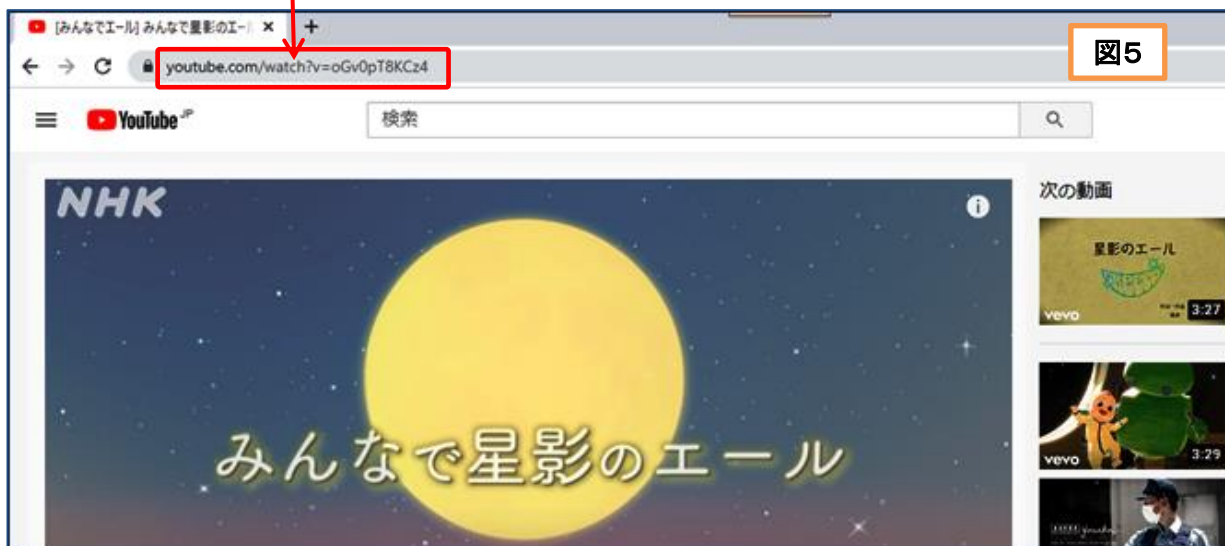 [みんなでエール] みんなで星影のエール
図5
youtube.com/watch?v=oGv0pT8KCz4
YouTube JP
検索
NHK
みんなで星影のエール
次の動画
星影のエール
vevo
3:27
vevo
3:29